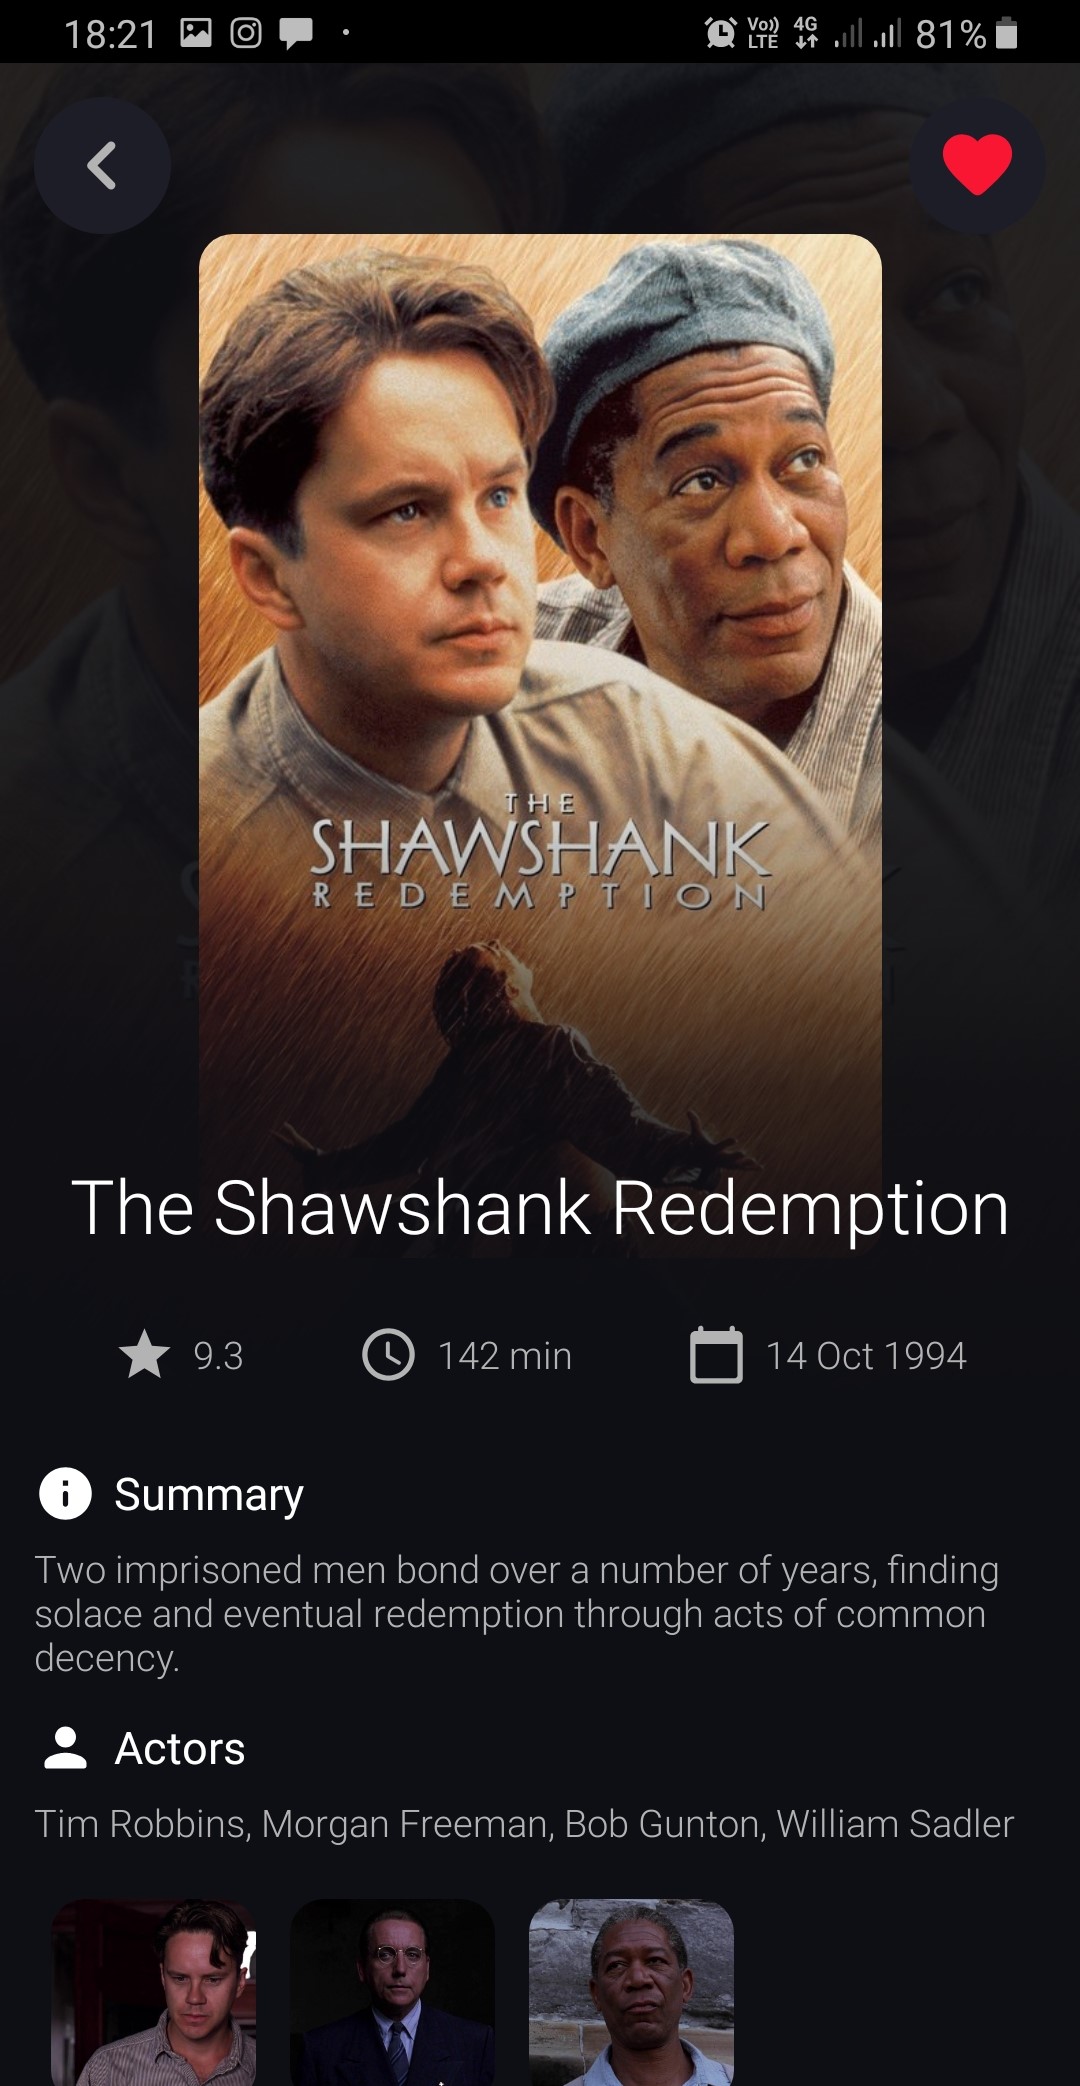 18:21
Vo)) LTE 4G 81%
THE
SHAWSHANK
REDEMPTION
The Shawshank Redemption
9.3 142 min 14 Oct 1994
Summary
Two imprisoned men bond over a number of years, finding
solace and eventual redemption through acts of common
decency.
Actors
Tim Robbins, Morgan Freeman, Bob Gunton, William Sadler